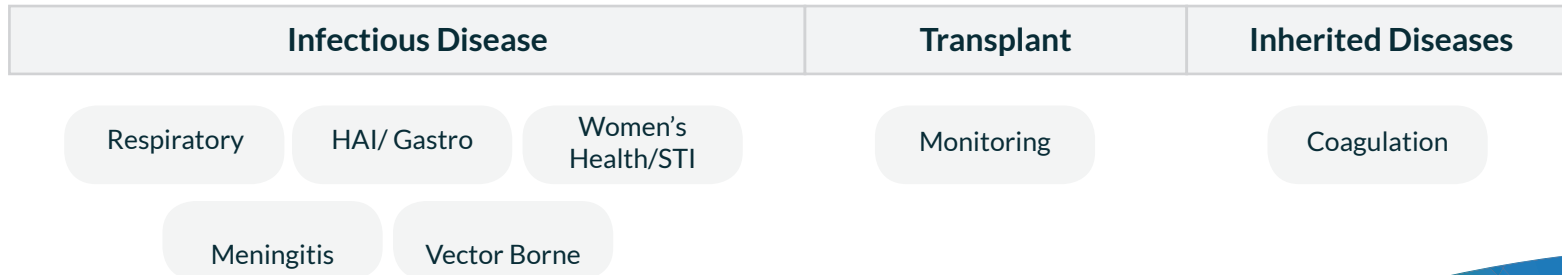 Infectious Disease
Transplant
Inherited Diseases
Respiratory
HAI/ Gastro
Women’s
Health/STI
Monitoring
Coagulation
Meningitis
Vector Borne